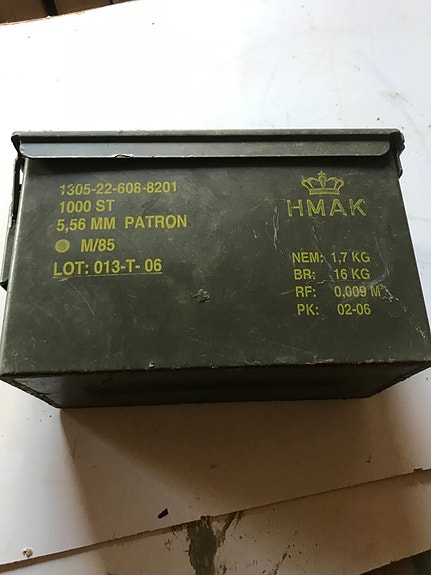 1305-22-608-8201
1000 ST
5,56 MM PATRON
M/85
LOT: 013-T- 06
HMAK
NEM: 1,7 KG
BR: 16 KG
RF: 0,009 M
PK: 02-06